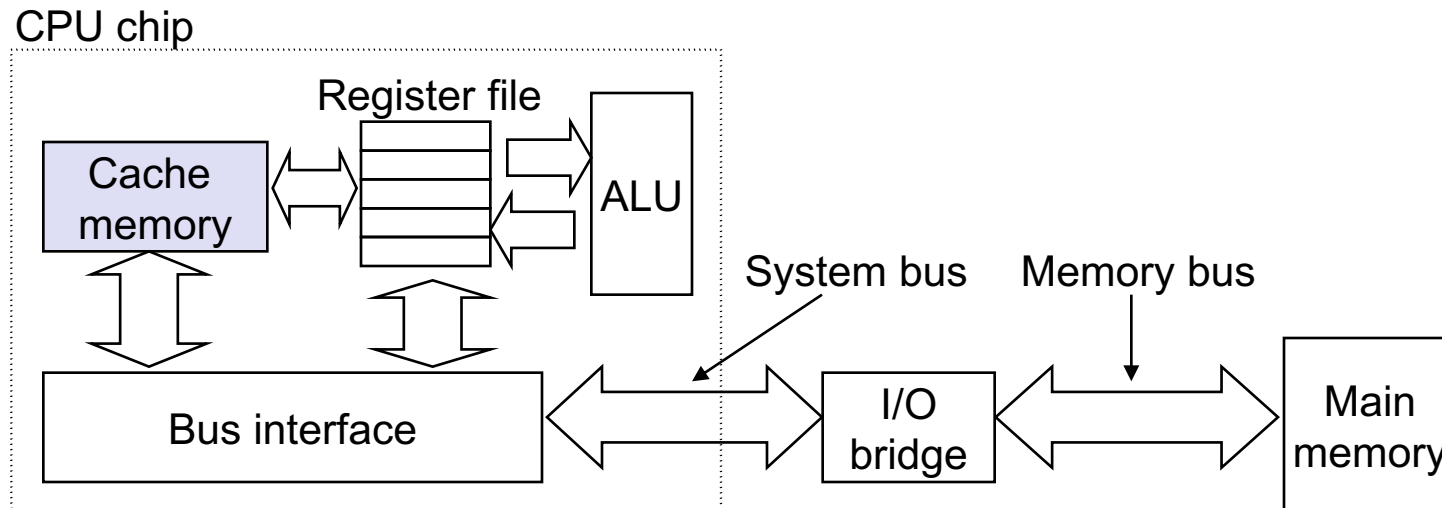 CPU chip
Register file
Cache
memory
ALU
System bus
Memory bus
Bus interface
I/O
bridge
Main
memory